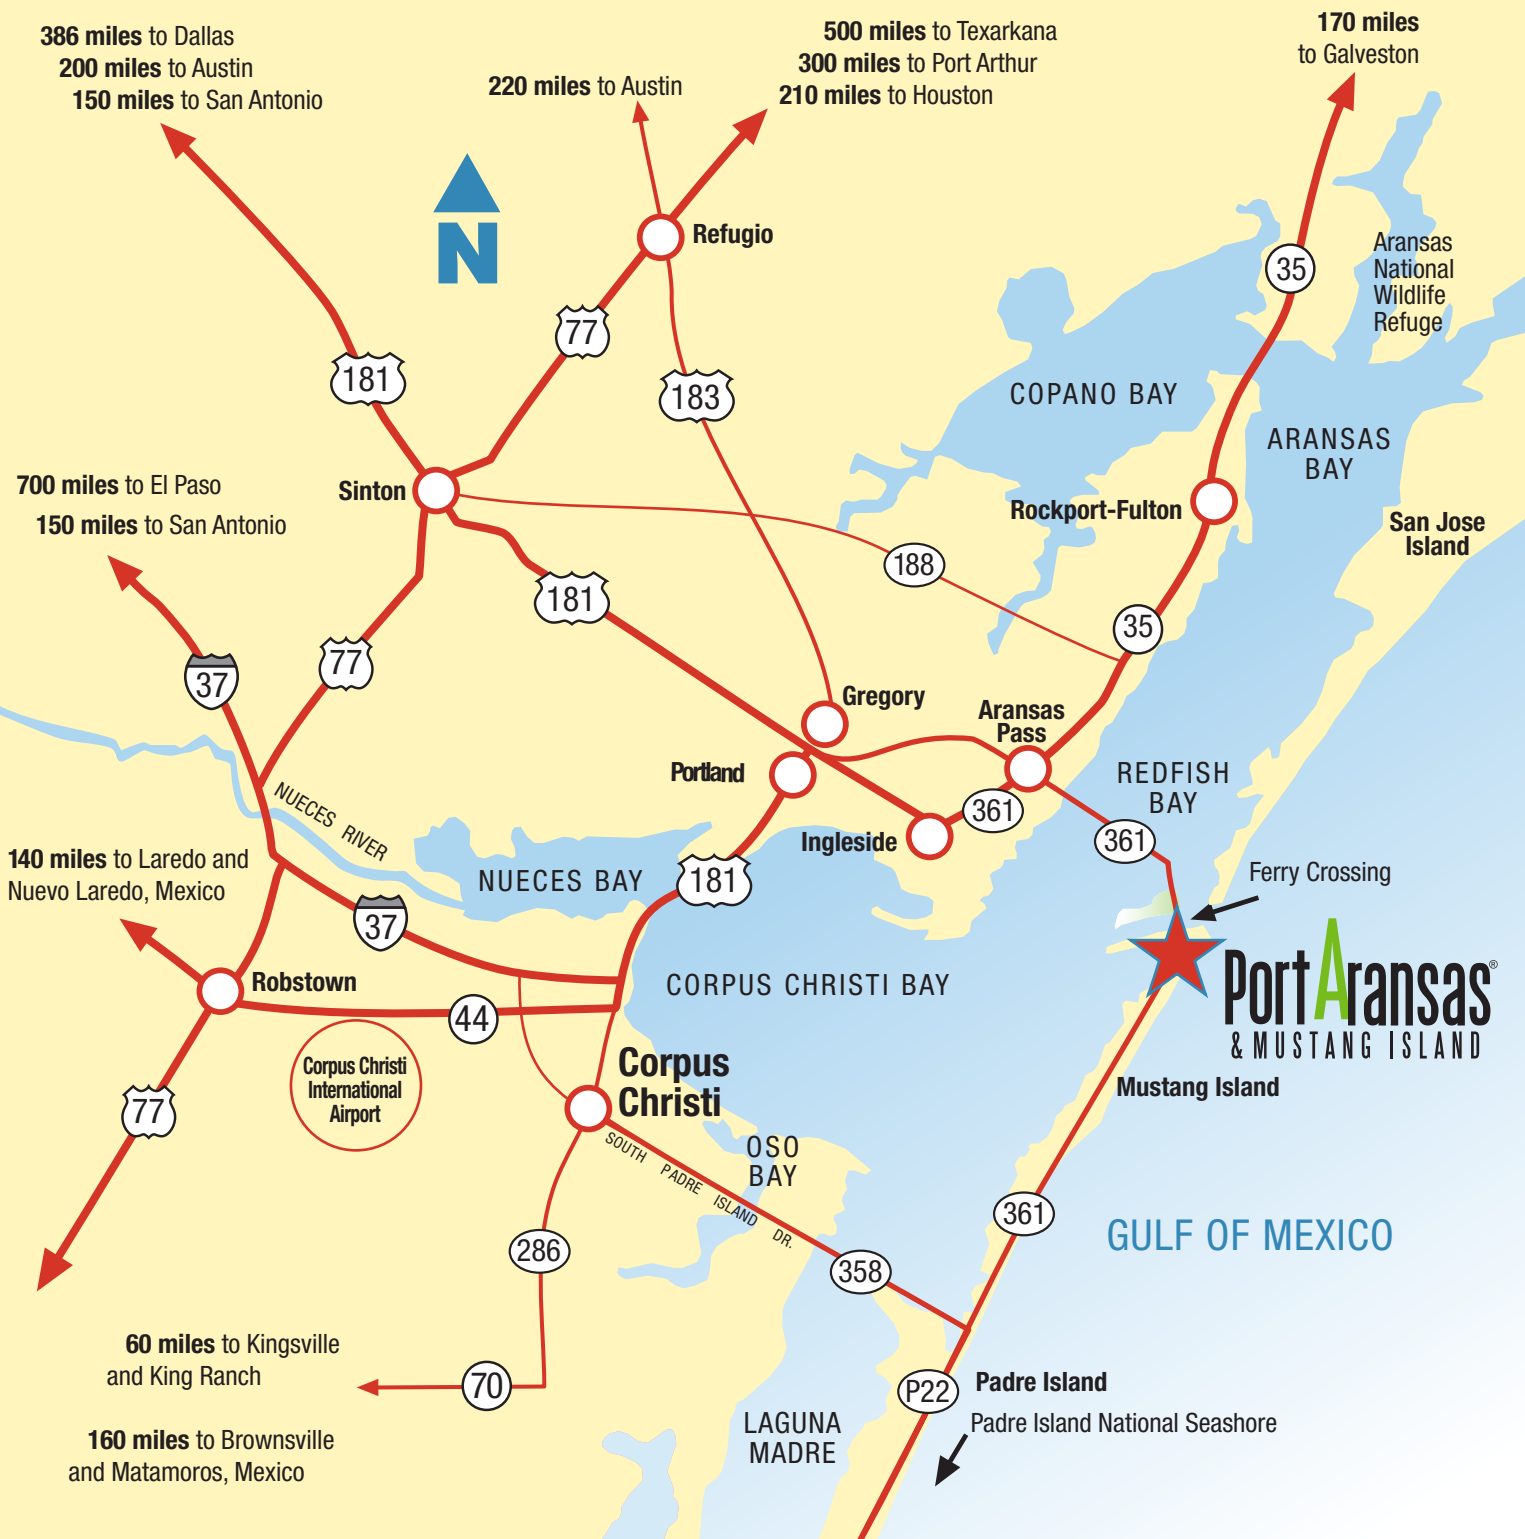 386 miles to Dallas
200 miles to Austin
150 miles to San Antonio
220 miles to Austin
500 miles to Texarkana
300 miles to Port Arthur
210 miles to Houston
170 miles
to Galveston
N
Refugio
35
Aransas
National
Wildlife
Refuge
77
181
183
COPANO BAY
ARANSAS
BAY
Sinton
700 miles to El Paso
150 miles to San Antonio
Rockport-Fulton
San Jose
Island
188
181
35
77
37
Gregory
Aransas
Pass
Portland
REDFISH
BAY
NUECES RIVER
361
Ingleside
361
140 miles to Laredo and
Nuevo Laredo, Mexico
NUECES BAY
181
Ferry Crossing
37
Robstown
CORPUS CHRISTI BAY
PortAransas®
& MUSTANG ISLAND
44
Corpus Christi
International
Airport
Corpus
Christi
Mustang Island
77
OSO
BAY
SOUTH PADRE ISLAND DR.
361
GULF OF MEXICO
286
358
60 miles to Kingsville
and King Ranch
70
P22
Padre Island
Padre Island National Seashore
LAGUNA
MADRE
160 miles to Brownsville
and Matamoros, Mexico